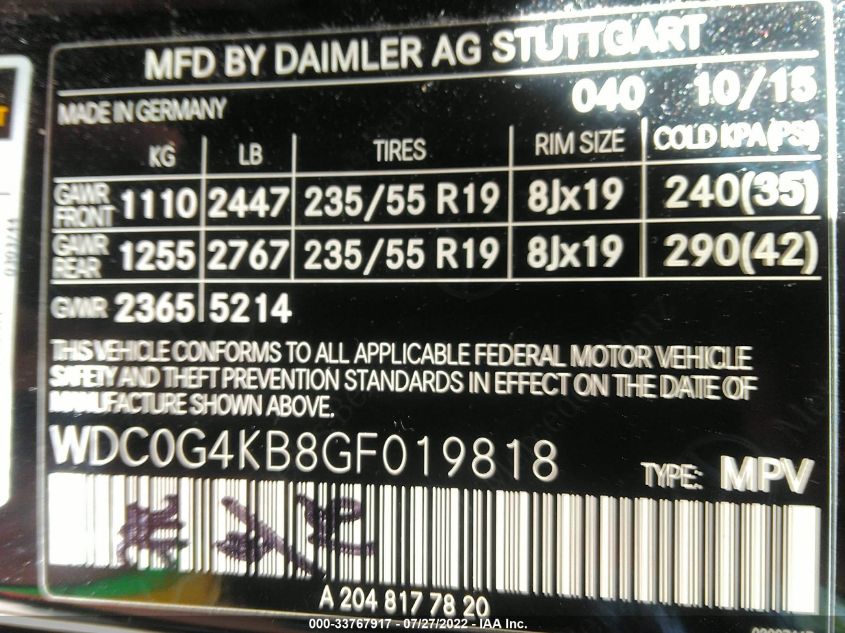 MFD BY DAIMLER AG STUTTGART
MADE IN GERMANY 040 10/15
KG LB TIRES RIM SIZE COLD KPA(PSI)
GAWR FRONT 1110 2447 235/55 R19 8Jx19 240(35)
GAWR REAR 1255 2767 235/55 R19 8Jx19 290(42)
GVWR 2365 5214
THIS VEHICLE CONFORMS TO ALL APPLICABLE FEDERAL MOTOR VEHICLE
SAFETY AND THEFT PREVENTION STANDARDS IN EFFECT ON THE DATE OF
MANUFACTURE SHOWN ABOVE.
WDC0G4KB8GF019818 TYPE: MPV
A 204 817 78 20
000-33767917 - 07/27/2022 - IAA Inc.